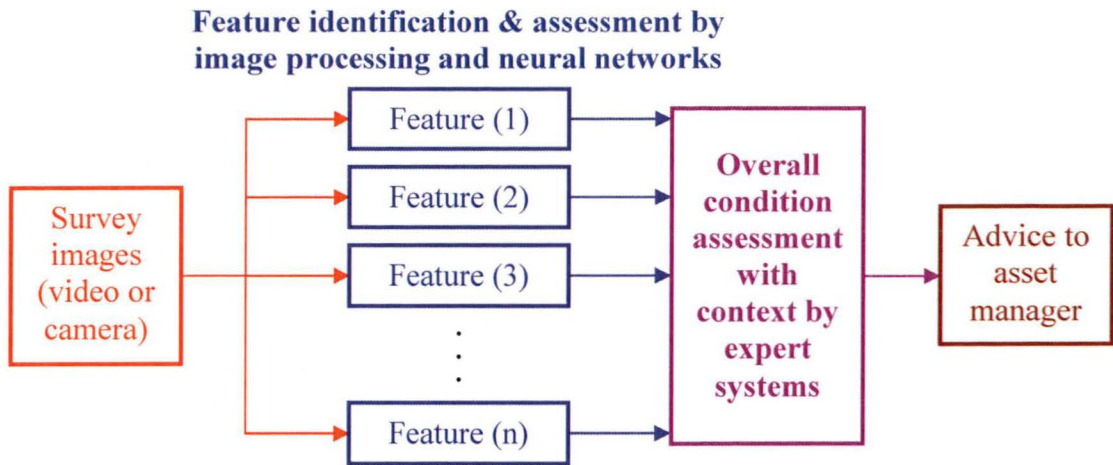 Feature identification & assessment by
image processing and neural networks
Survey
images
(video or
camera)
Feature (1)
Feature (2)
Feature (3)
Feature (n)
Overall
condition
assessment
with
context by
expert
systems
Advice to
asset
manager